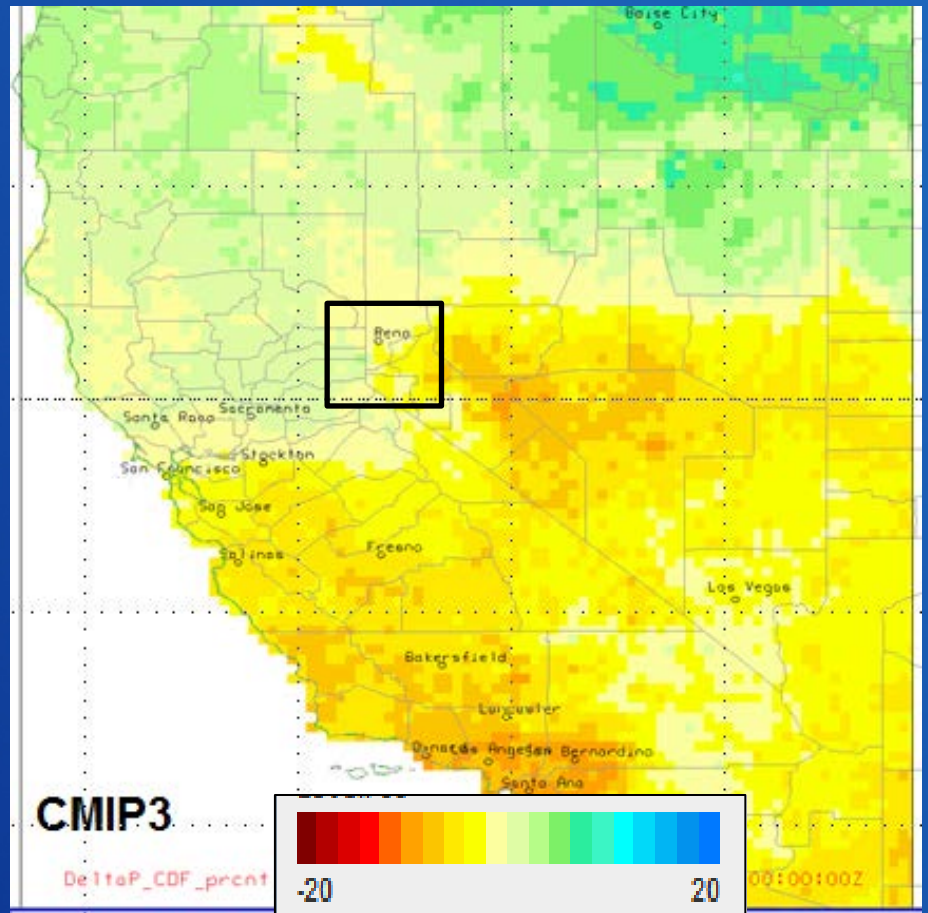 Boise City
Reno
Santa Rosa
Sacramento
Stockton
San Francisco
San Jose
Salinas
Fresno
Las Vegas
Bakersfield
Lancaster
Los Angeles
San Bernardino
Santa Ana
CMIP3
DeltaP_CDF_prcnt
00:00:00Z
-20
20